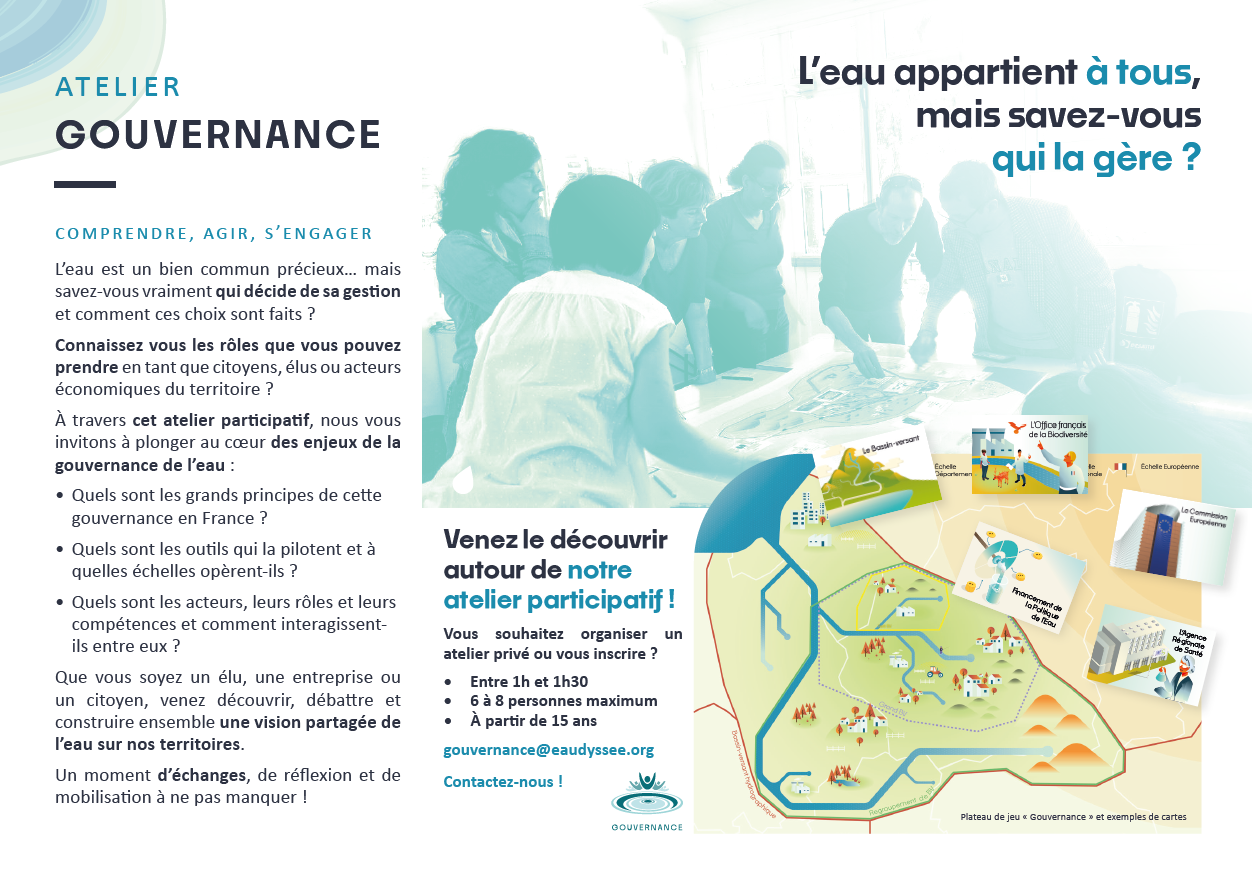 ATELIER
GOUVERNANCE
COMPRENDRE, AGIR, S’ENGAGER
L’eau est un bien commun précieux... mais
savez-vous vraiment qui décide de sa gestion
et comment ces choix sont faits ?
Connaissez vous les rôles que vous pouvez
prendre en tant que citoyens, élus ou acteurs
économiques du territoire ?
À travers cet atelier participatif, nous vous
invitons à plonger au cœur des enjeux de la
gouvernance de l’eau :
• Quels sont les grands principes de cette
gouvernance en France ?
• Quels sont les outils qui la pilotent et à
quelles échelles opèrent-ils ?
• Quels sont les acteurs, leurs rôles et leurs
compétences et comment interagissent-
ils entre eux ?
Que vous soyez un élu, une entreprise ou
un citoyen, venez découvrir, débattre et
construire ensemble une vision partagée de
l’eau sur nos territoires.
Un moment d’échanges, de réflexion et de
mobilisation à ne pas manquer !
L’eau appartient à tous,
mais savez-vous
qui la gère ?
Venez le découvrir
autour de notre
atelier participatif !
Vous souhaitez organiser un
atelier privé ou vous inscrire ?
• Entre 1h et 1h30
• 6 à 8 personnes maximum
• À partir de 15 ans
gouvernance@eaudyssee.org
Contactez-nous !
GOUVERNANCE
Le Bassin-versant
Échelle
Département
L’Office français
de la Biodiversité
Échelle Européenne
La Commission
Européenne
Financement de
la Politique
de l’Eau
L’Agence
Régionale
de Santé
Bassin-versant hydrographique
Regroupement de BV
Plateau de jeu « Gouvernance » et exemples de cartes